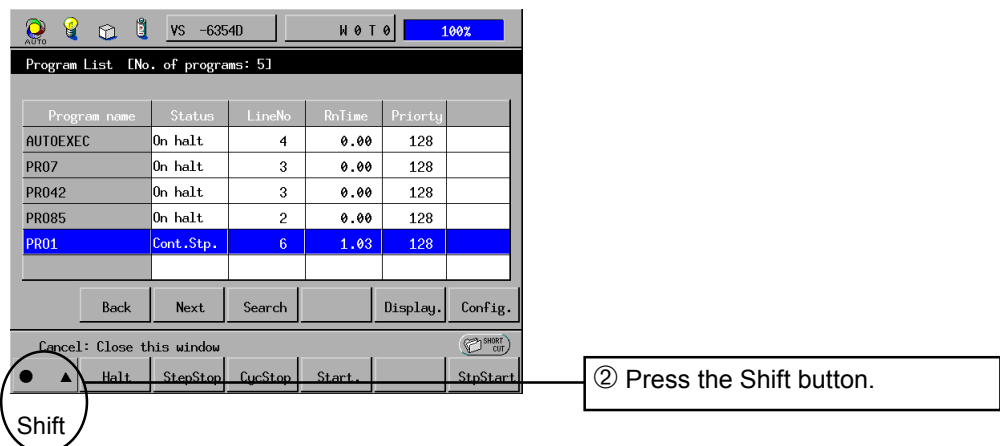 AUTO VS -6354D W 0 T 0 100%
Program List [No. of programs: 5]
Program name Status LineNo RnTime Priorty
AUTOEXEC On halt 4 0.00 128
PRO7 On halt 3 0.00 128
PRO42 On halt 3 0.00 128
PRO85 On halt 2 0.00 128
PRO1 Cont.Stp. 6 1.03 128
Back Next Search Display. Config.
Cancel: Close this window SHORT CUT
● ▲ Halt StepStop CycStop Start. StpStart
② Press the Shift button.
Shift